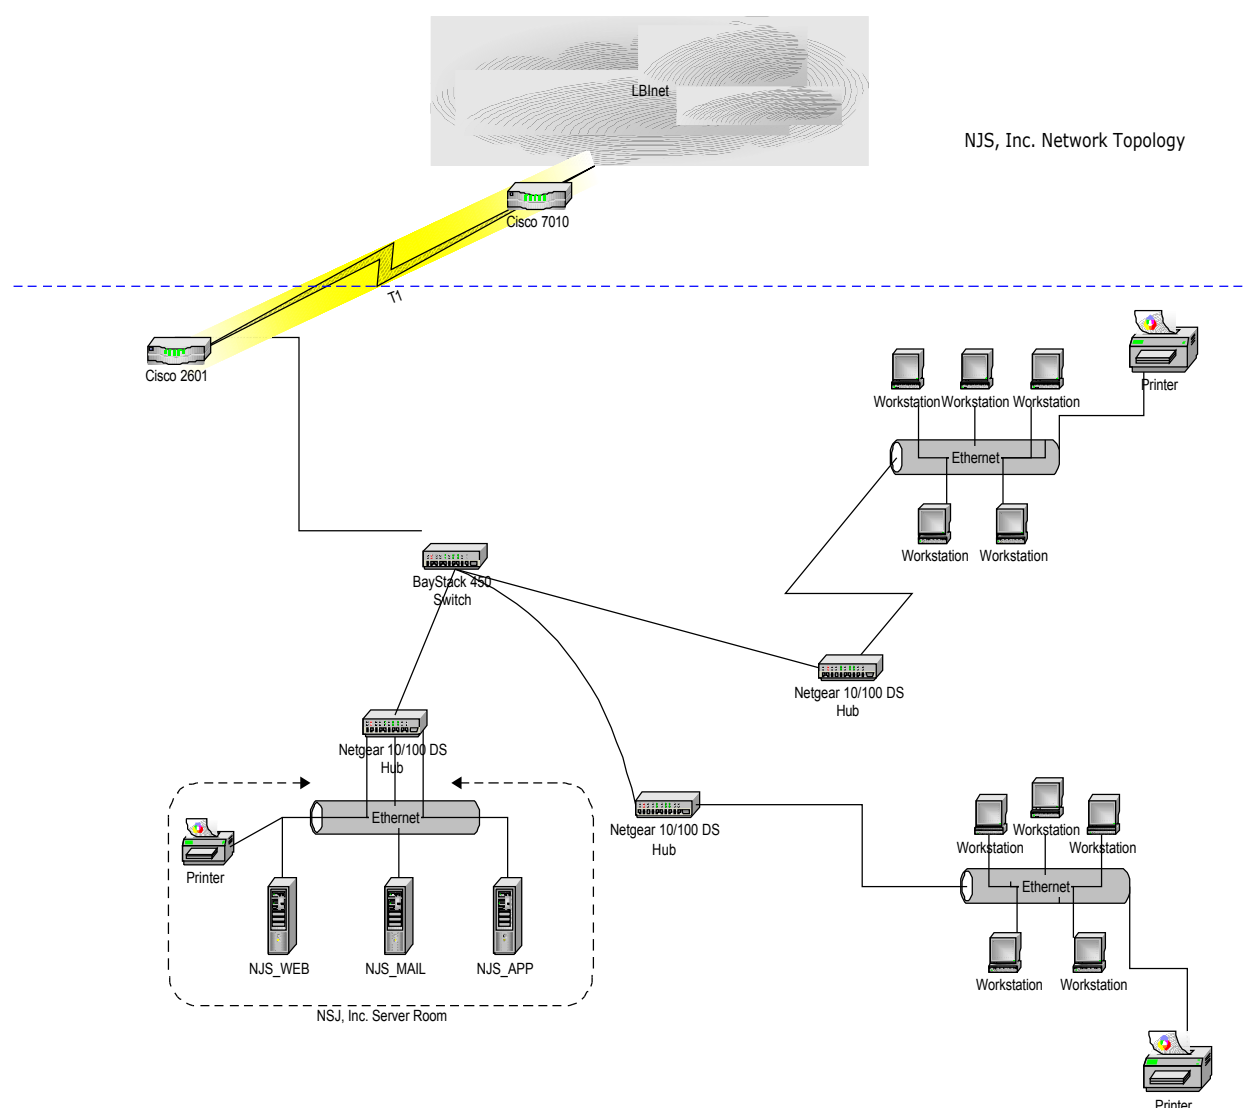 LBInet
NJS, Inc. Network Topology
Cisco 7010
T1
Cisco 2601
Printer
Workstation
Workstation
Workstation
Ethernet
Workstation
Workstation
BayStack 450
Switch
Netgear 10/100 DS
Hub
Netgear 10/100 DS
Hub
Netgear 10/100 DS
Hub
Ethernet
Printer
NJS_WEB
NJS_MAIL
NJS_APP
NSJ, Inc. Server Room
Workstation
Workstation
Workstation
Ethernet
Workstation
Workstation
Printer